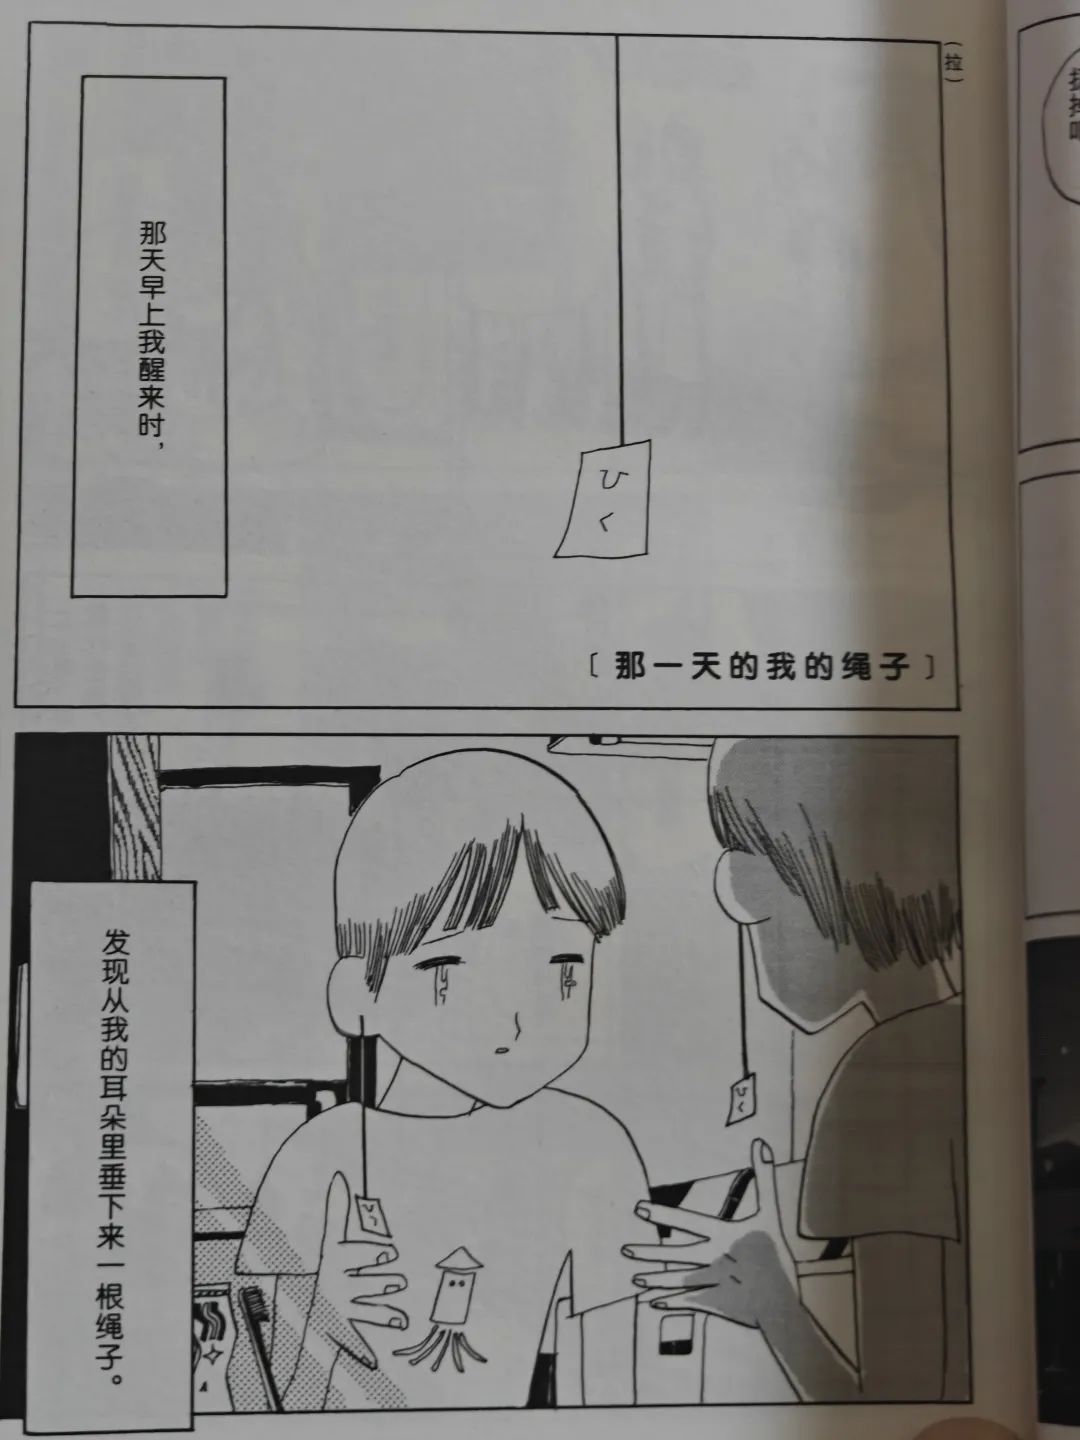 （拉）
那天早上我醒来时，
ひく
〔那一天的我的绳子〕
发现从我的耳朵里垂下来一根绳子。
ひく